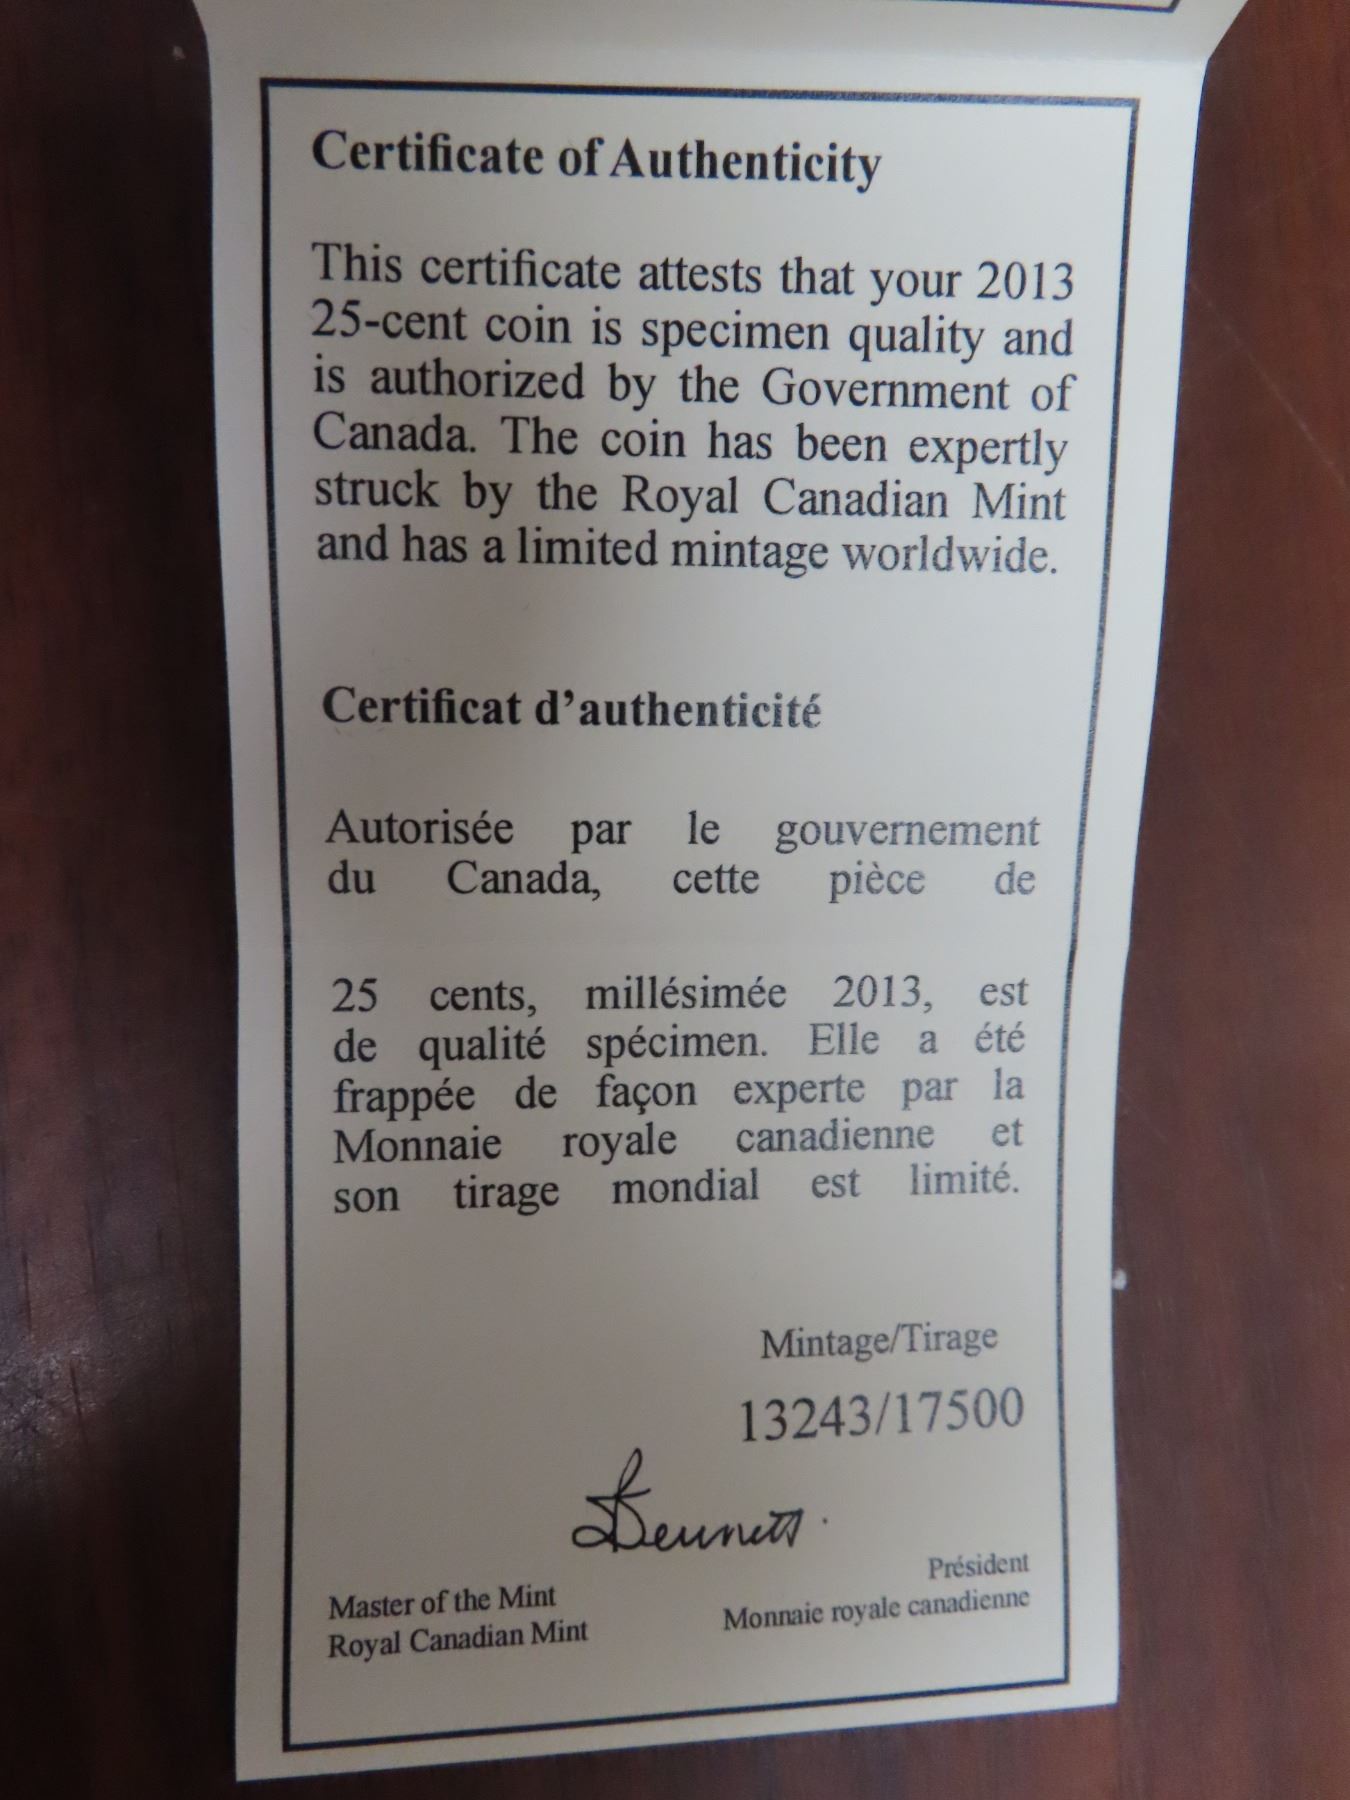 Certificate of Authenticity
This certificate attests that your 2013
25-cent coin is specimen quality and
is authorized by the Government of
Canada. The coin has been expertly
struck by the Royal Canadian Mint
and has a limited mintage worldwide.
Certificat d'authenticité
Autorisée par le gouvernement
du Canada, cette pièce de
25 cents, millésimée 2013, est
de qualité spécimen. Elle a été
frappée de façon experte par la
Monnaie royale canadienne et
son tirage mondial est limité.
Mintage/Tirage
13243/17500
Bennett
Master of the Mint
Royal Canadian Mint
Président
Monnaie royale canadienne